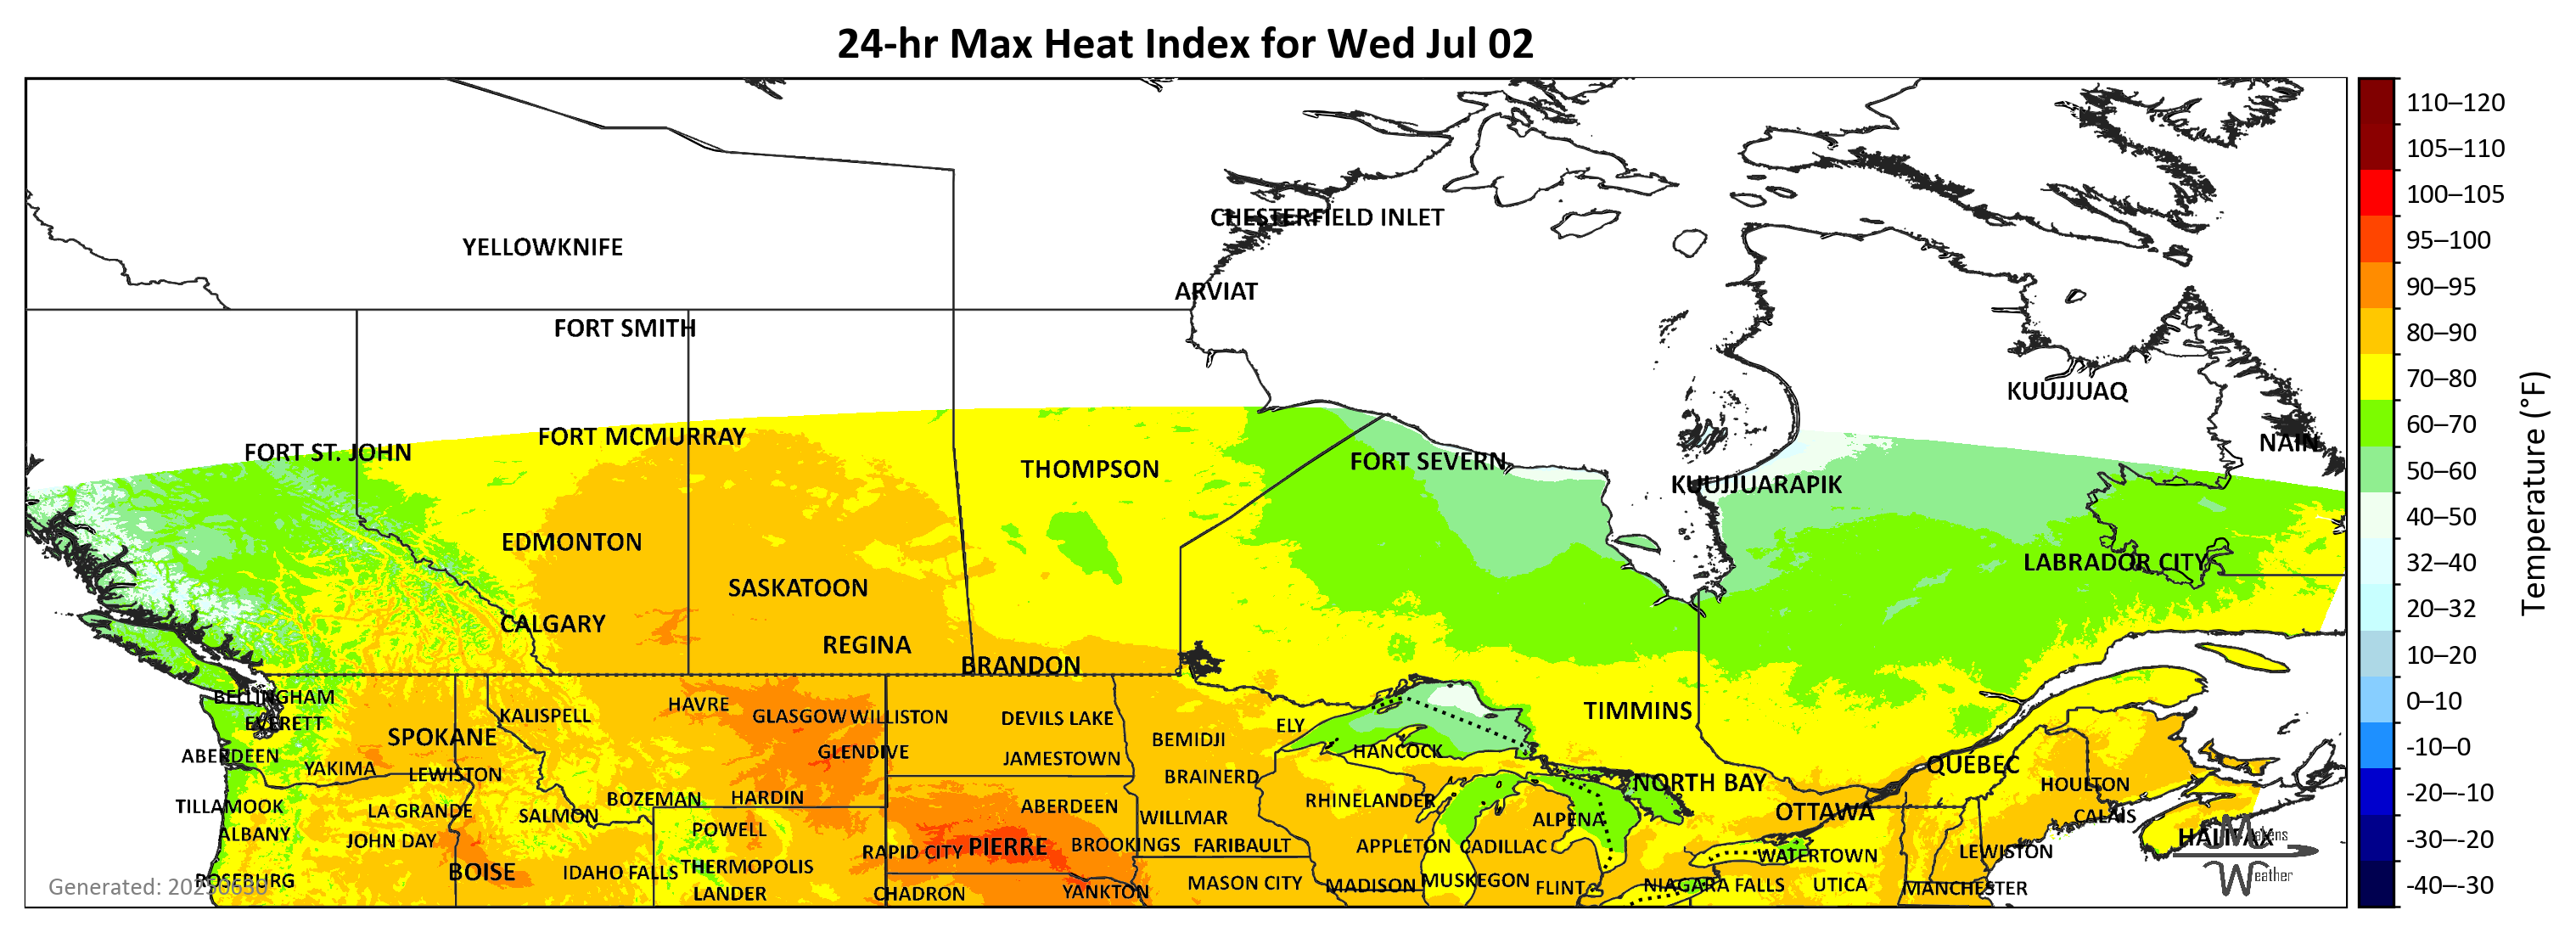 24-hr Max Heat Index for Wed Jul 02
CHESTERFIELD INLET
YELLOWKNIFE
ARVIAT
FORT SMITH
KUUJJUAQ
FORT MCMURRAY
NAIN
FORT ST. JOHN
FORT SEVERN
THOMPSON
KUUJJUARAPIK
EDMONTON
LABRADOR CITY
SASKATOON
CALGARY
REGINA
BRANDON
BELLINGHAM
HAVRE
KALISPELL
GLASGOW
WILLISTON
DEVILS LAKE
TIMMINS
EVERETT
ELY
SPOKANE
BEMIDJI
HANCOCK
GLENDIVE
ABERDEEN
JAMESTOWN
QUEBEC
YAKIMA
LEWISTON
BRAINERD
NORTH BAY
HOULTON
BOZEMAN
HARDIN
RHINELANDER
TILLAMOOK
ABERDEEN
LA GRANDE
OTTAWA
SALMON
WILLMAR
CALAIS
ALPENA
POWELL
ALBANY
HALIFAX
Makens
JOHN DAY
BROOKINGS
FARIBAULT
APPLETON
CADILLAC
PIERRE
RAPID CITY
LEWISTON
WATERTOWN
THERMOPOLIS
BOISE
IDAHO FALLS
Weather
ROSEBURG
MUSKEGON
MASON CITY
MADISON
NIAGARA FALLS
UTICA
FLINT
Generated: 20250630
MANCHESTER
YANKTON
LANDER
CHADRON
110–120
105–110
100–105
95–100
90–95
80–90
70–80
60–70
50–60
40–50
32–40
20–32
10–20
0–10
-10–0
-20–-10
-30–-20
-40–-30
Temperature (°F)